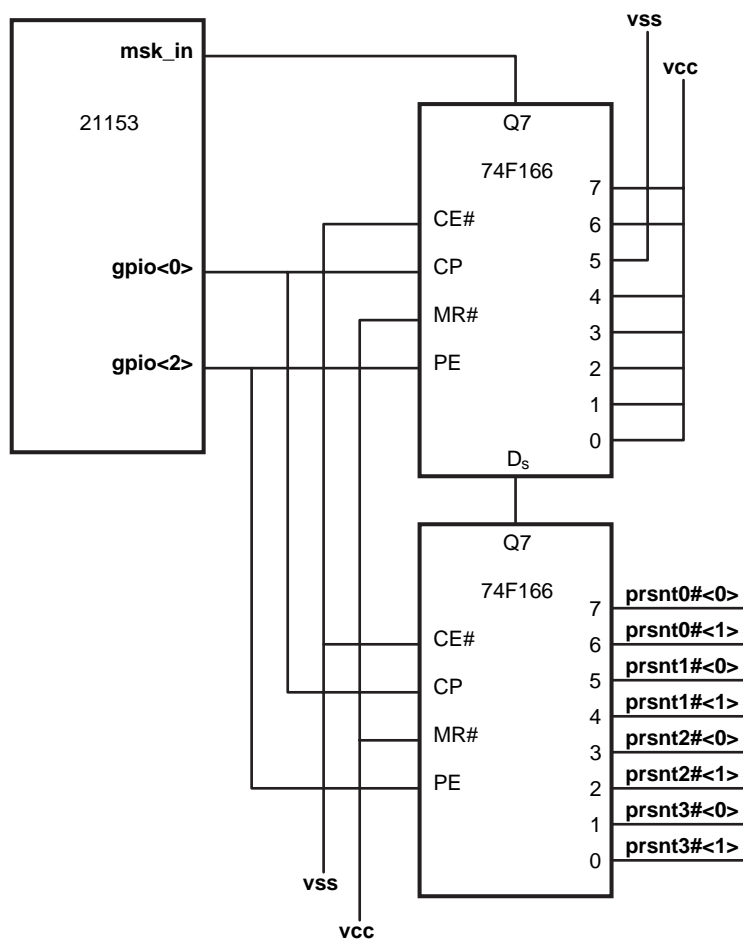 vss
msk_in
vcc
21153
Q7
74F166
7
CE#
6
5
gpio<0>
CP
4
MR#
3
gpio<2>
PE
2
1
0
Ds
Q7
74F166
7
prsnt0#<0>
CE#
6
prsnt0#<1>
5
prsnt1#<0>
CP
4
prsnt1#<1>
MR#
3
prsnt2#<0>
PE
2
prsnt2#<1>
1
prsnt3#<0>
0
prsnt3#<1>
vss
vcc